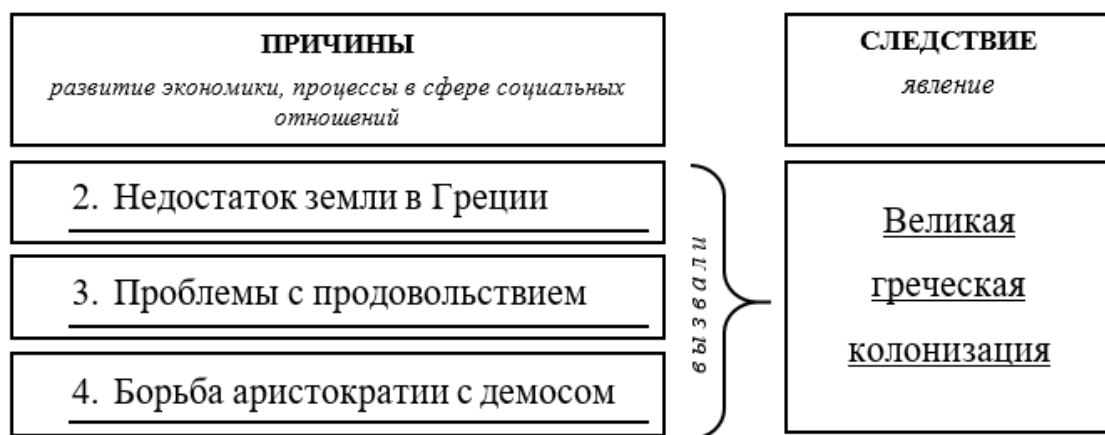 ПРИЧИНЫ
развитие экономики, процессы в сфере социальных
отношений
СЛЕДСТВИЕ
явление
2. Недостаток земли в Греции
3. Проблемы с продовольствием
4. Борьба аристократии с демосом
вызвали
Великая
греческая
колонизация